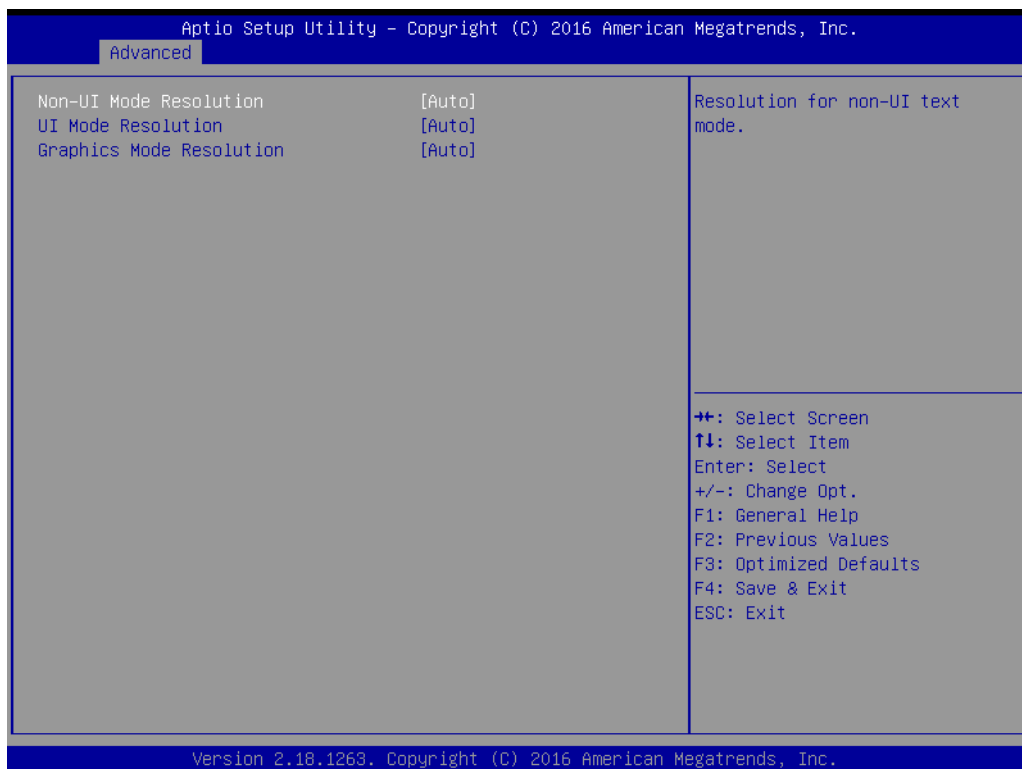 Aptio Setup Utility – Copyright (C) 2016 American Megatrends, Inc.
Advanced
Non-UI Mode Resolution [Auto]
UI Mode Resolution [Auto]
Graphics Mode Resolution [Auto]
Resolution for non-UI text
mode.
→←: Select Screen
↑↓: Select Item
Enter: Select
+/-: Change Opt.
F1: General Help
F2: Previous Values
F3: Optimized Defaults
F4: Save & Exit
ESC: Exit
Version 2.18.1263. Copyright (C) 2016 American Megatrends, Inc.